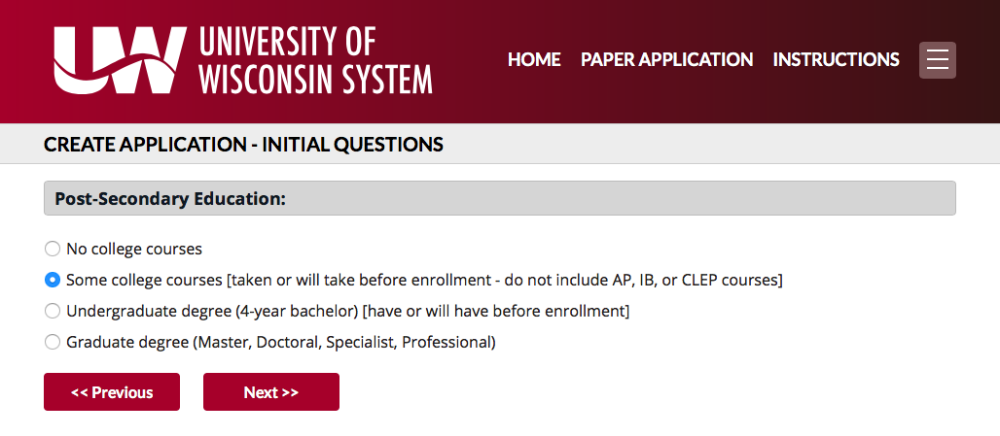 UW UNIVERSITY OF
WISCONSIN SYSTEM
HOME PAPER APPLICATION INSTRUCTIONS
CREATE APPLICATION - INITIAL QUESTIONS
Post-Secondary Education:
No college courses
Some college courses [taken or will take before enrollment - do not include AP, IB, or CLEP courses]
Undergraduate degree (4-year bachelor) [have or will have before enrollment]
Graduate degree (Master, Doctoral, Specialist, Professional)
<< Previous Next >>